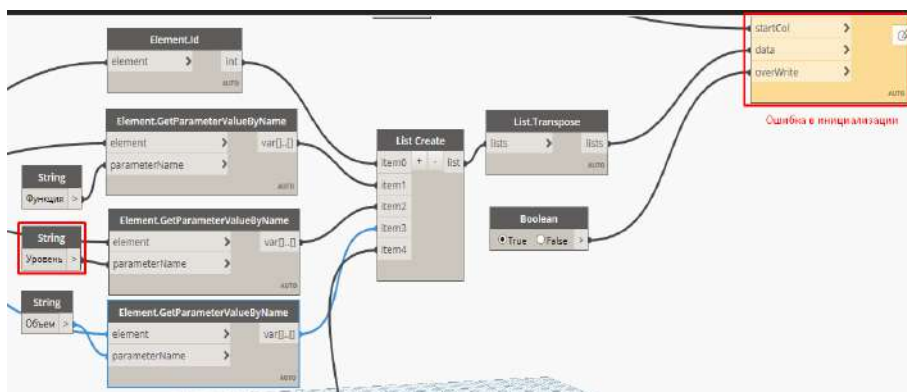 Element.Id
element > int
AUTO
Element.GetParameterValueByName
element > var[]..[]
parameterName >
AUTO
String
Функция >
Element.GetParameterValueByName
element > var[]..[]
parameterName >
AUTO
String
Уровень >
Element.GetParameterValueByName
element > var[]..[]
parameterName >
AUTO
String
Объем >
List Create
item0 + - list
item1
item2
item3
item4
List.Transpose
lists > lists
AUTO
Boolean
True False >
startCol >
data >
overWrite >
AUTO
Ошибка в инициализации